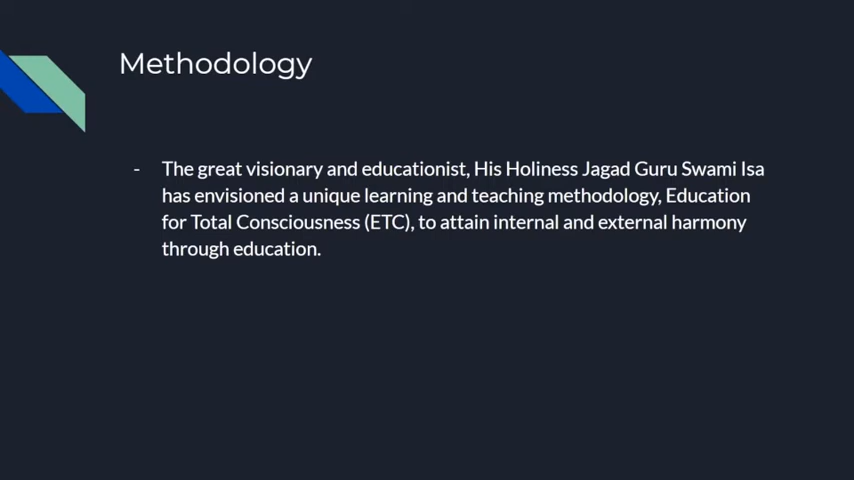 Methodology
- The great visionary and educationist, His Holiness Jagad Guru Swami Isa
has envisioned a unique learning and teaching methodology, Education
for Total Consciousness (ETC), to attain internal and external harmony
through education.